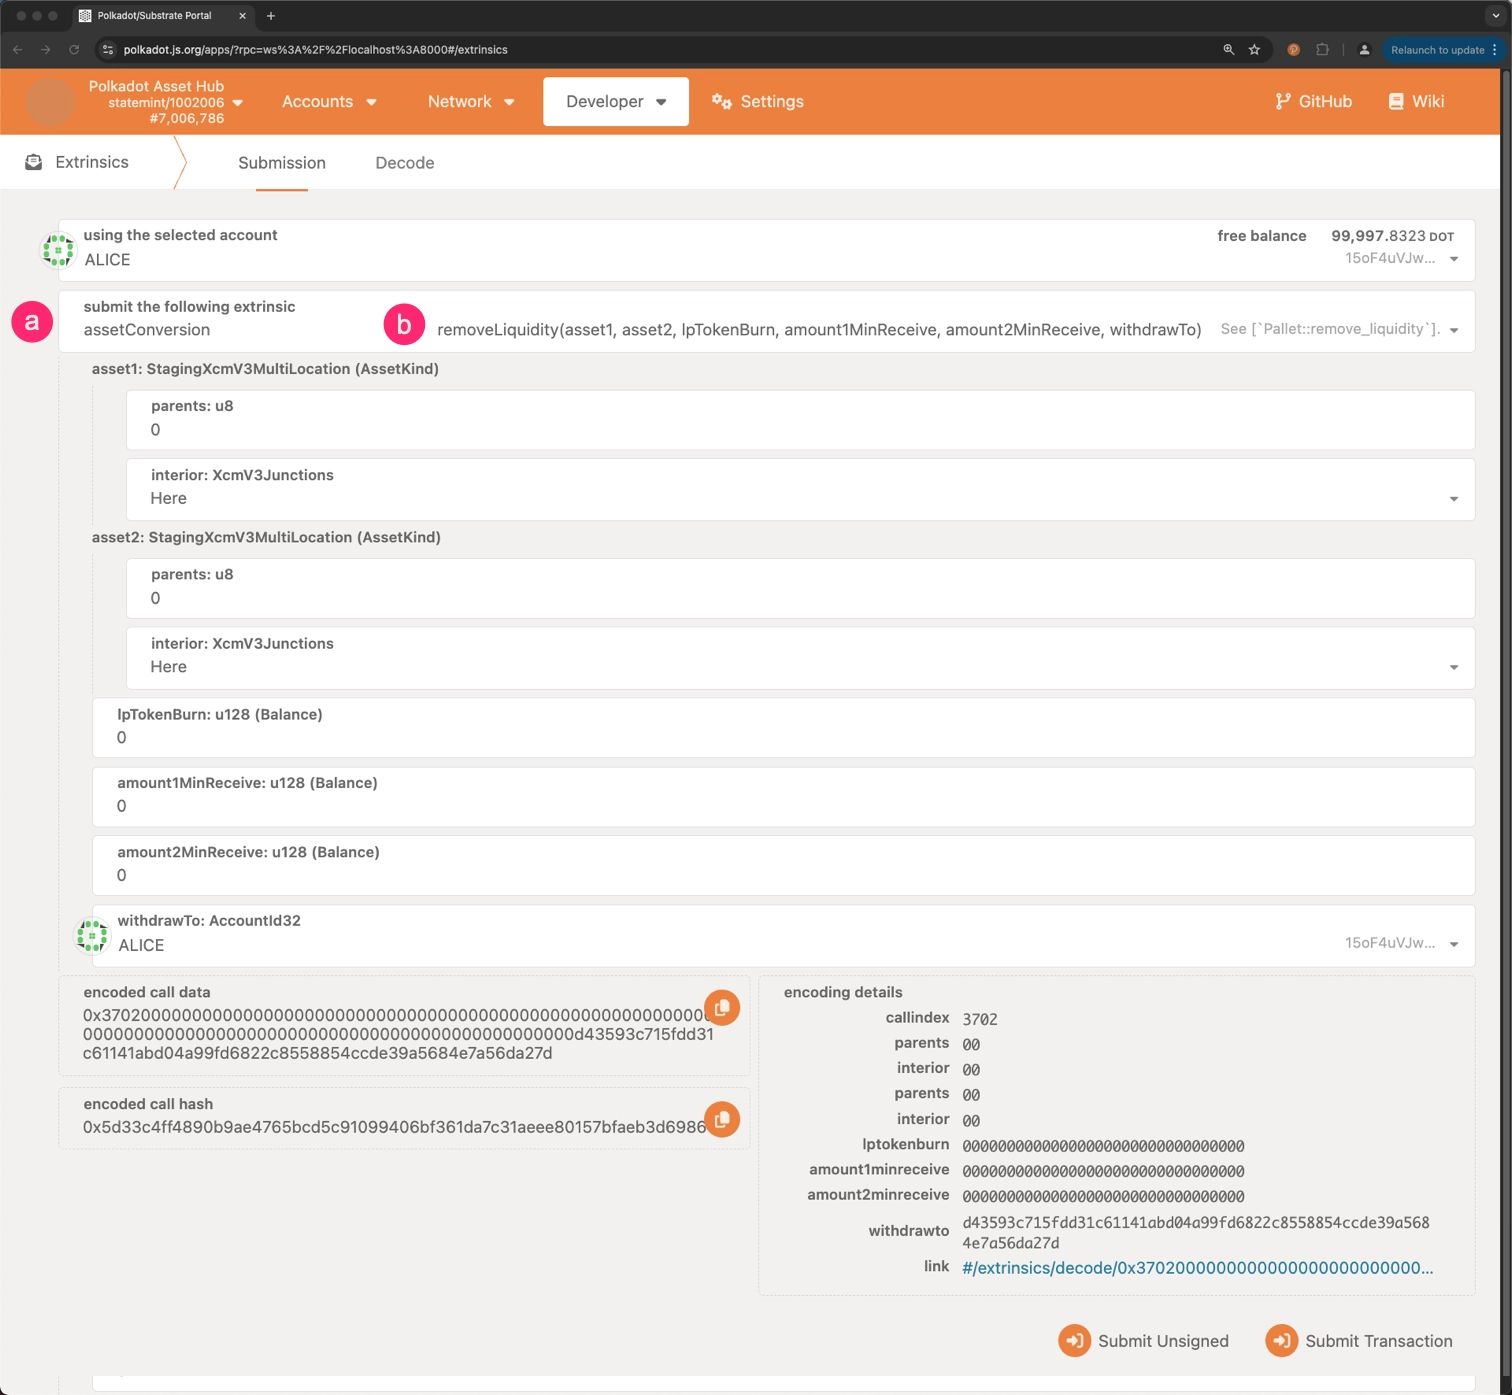 Polkadot/Substrate Portal
polkadot.js.org/apps/?rpc=ws%3A%2F%2Flocalhost%3A8000#/extrinsics
Relaunch to update
Polkadot Asset Hub
statemint/1002006
#7,006,786
Accounts
Network
Developer
Settings
GitHub
Wiki
Extrinsics
Submission
Decode
using the selected account
ALICE
free balance 99,997.8323 DOT
15oF4uVJw...
a
submit the following extrinsic
assetConversion
b
removeLiquidity(asset1, asset2, lpTokenBurn, amount1MinReceive, amount2MinReceive, withdrawTo)
See [`Pallet::remove_liquidity`].
asset1: StagingXcmV3MultiLocation (AssetKind)
parents: u8
0
interior: XcmV3Junctions
Here
asset2: StagingXcmV3MultiLocation (AssetKind)
parents: u8
0
interior: XcmV3Junctions
Here
lpTokenBurn: u128 (Balance)
0
amount1MinReceive: u128 (Balance)
0
amount2MinReceive: u128 (Balance)
0
withdrawTo: AccountId32
ALICE
15oF4uVJw...
encoded call data
c61141abd04a99fd6822c8558854ccde39a5684e7a56da27d
encoded call hash
0x5d33c4ff4890b9ae4765bcd5c91099406bf361da7c31aeee80157bfaeb3d6986
encoding details
callindex 3702
parents 00
interior 00
parents 00
interior 00
lptokenburn 00000000000000000000000000000000
amount1minreceive 00000000000000000000000000000000
amount2minreceive 00000000000000000000000000000000
withdrawto d43593c715fdd31c61141abd04a99fd6822c8558854ccde39a568
4e7a56da27d
link #/extrinsics/decode/0x3702000000000000000000000000...
Submit Unsigned
Submit Transaction